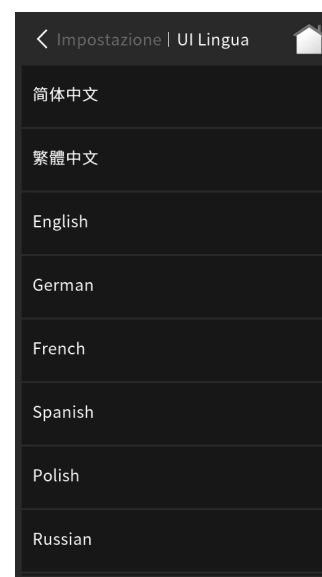 Impostazione | UI Lingua
简体中文
繁體中文
English
German
French
Spanish
Polish
Russian